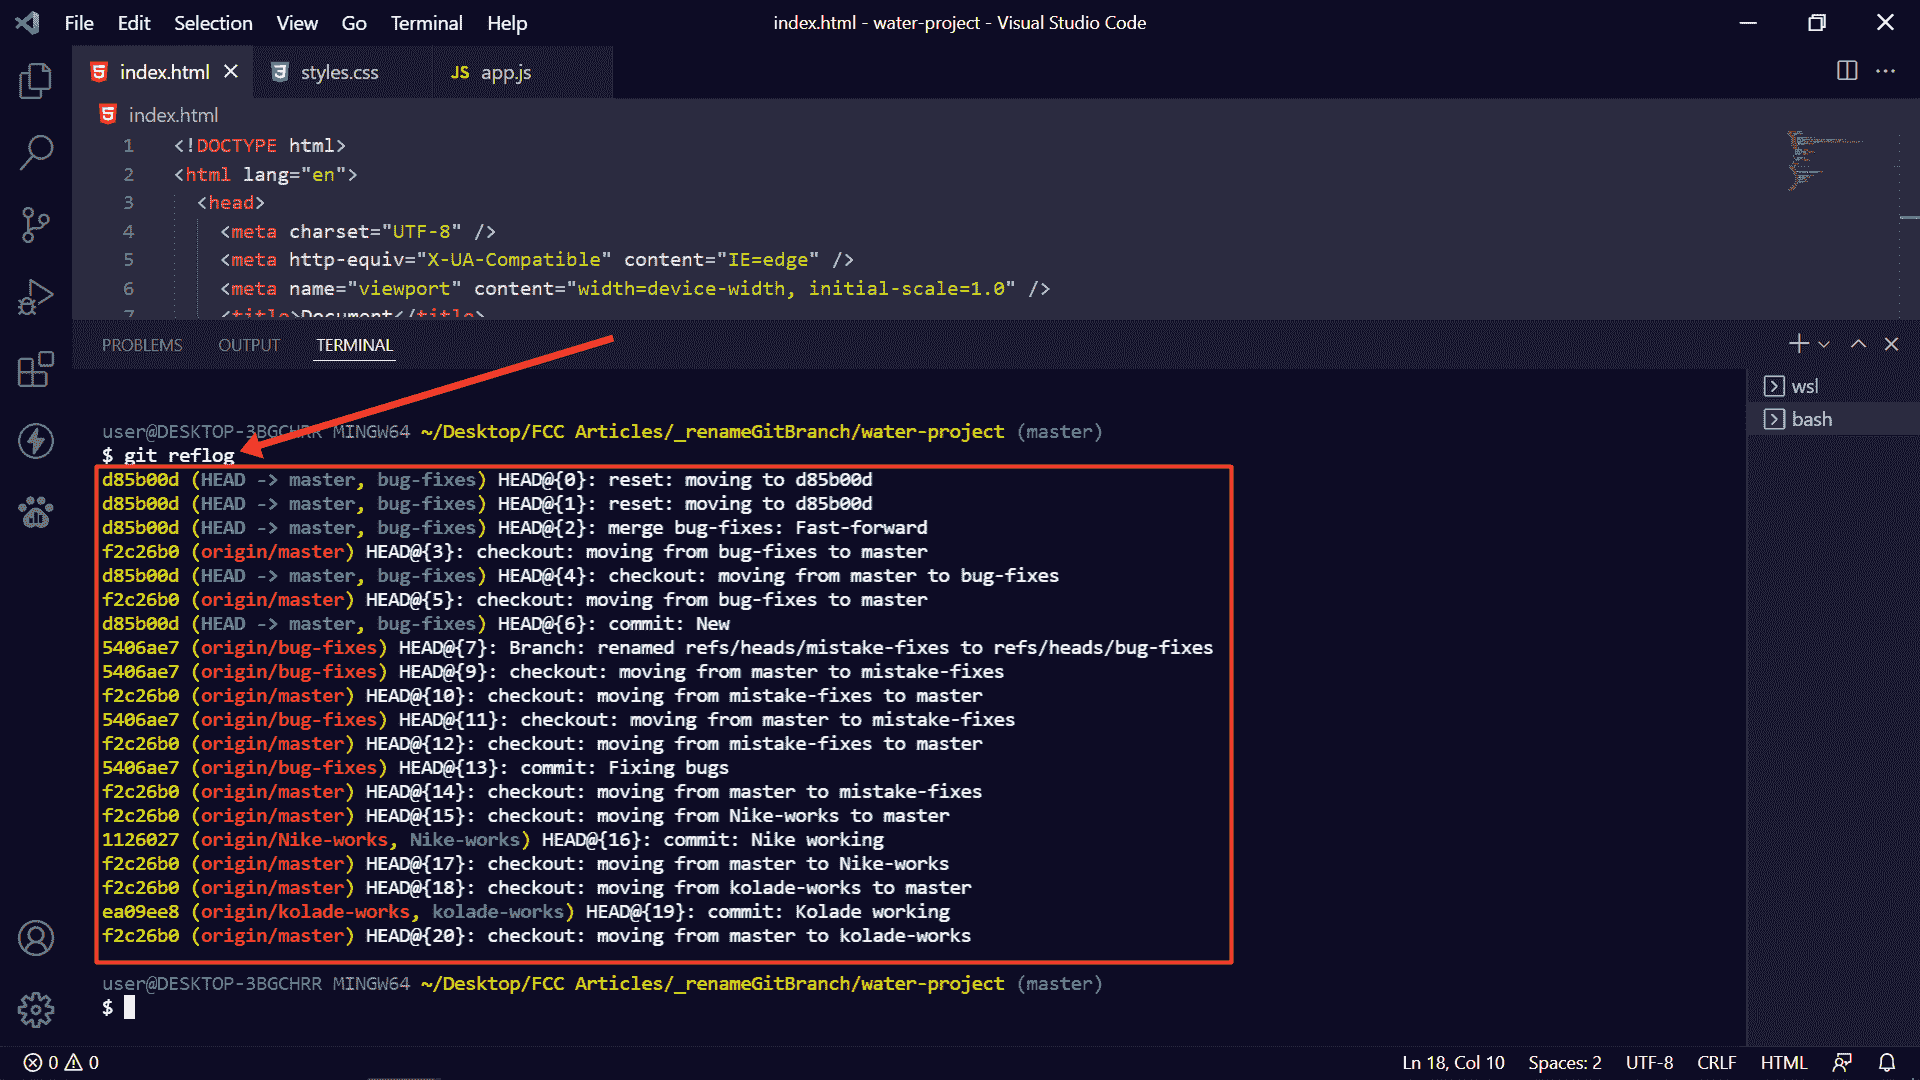 File Edit Selection View Go Terminal Help
index.html - water-project - Visual Studio Code
index.html
styles.css
JS app.js
index.html
1 <!DOCTYPE html>
2 <html lang="en">
3 <head>
4 <meta charset="UTF-8" />
5 <meta http-equiv="X-UA-Compatible" content="IE=edge" />
6 <meta name="viewport" content="width=device-width, initial-scale=1.0" />
7 <title>Document</title>
PROBLEMS OUTPUT TERMINAL
wsl
bash
user@DESKTOP-3BGCHRR MINGW64 ~/Desktop/FCC Articles/_renameGitBranch/water-project (master)
$ git reflog
d85b00d (HEAD -> master, bug-fixes) HEAD@{0}: reset: moving to d85b00d
d85b00d (HEAD -> master, bug-fixes) HEAD@{1}: reset: moving to d85b00d
d85b00d (HEAD -> master, bug-fixes) HEAD@{2}: merge bug-fixes: Fast-forward
f2c26b0 (origin/master) HEAD@{3}: checkout: moving from bug-fixes to master
d85b00d (HEAD -> master, bug-fixes) HEAD@{4}: checkout: moving from master to bug-fixes
f2c26b0 (origin/master) HEAD@{5}: checkout: moving from bug-fixes to master
d85b00d (HEAD -> master, bug-fixes) HEAD@{6}: commit: New
5406ae7 (origin/bug-fixes) HEAD@{7}: Branch: renamed refs/heads/mistake-fixes to refs/heads/bug-fixes
5406ae7 (origin/bug-fixes) HEAD@{9}: checkout: moving from master to mistake-fixes
f2c26b0 (origin/master) HEAD@{10}: checkout: moving from mistake-fixes to master
5406ae7 (origin/bug-fixes) HEAD@{11}: checkout: moving from master to mistake-fixes
f2c26b0 (origin/master) HEAD@{12}: checkout: moving from mistake-fixes to master
5406ae7 (origin/bug-fixes) HEAD@{13}: commit: Fixing bugs
f2c26b0 (origin/master) HEAD@{14}: checkout: moving from master to mistake-fixes
f2c26b0 (origin/master) HEAD@{15}: checkout: moving from Nike-works to master
1126027 (origin/Nike-works, Nike-works) HEAD@{16}: commit: Nike working
f2c26b0 (origin/master) HEAD@{17}: checkout: moving from master to Nike-works
f2c26b0 (origin/master) HEAD@{18}: checkout: moving from kolade-works to master
ea09ee8 (origin/kolade-works, kolade-works) HEAD@{19}: commit: Kolade working
f2c26b0 (origin/master) HEAD@{20}: checkout: moving from master to kolade-works
user@DESKTOP-3BGCHRR MINGW64 ~/Desktop/FCC Articles/_renameGitBranch/water-project (master)
$
0 0
Ln 18, Col 10 Spaces: 2 UTF-8 CRLF HTML